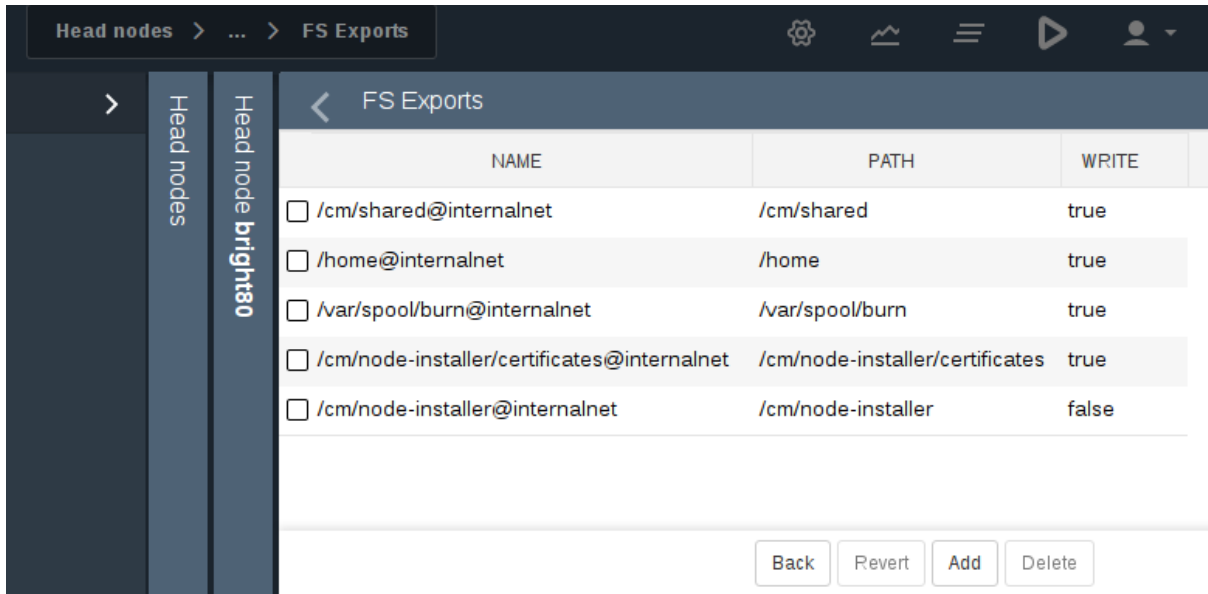 Head nodes > ... > FS Exports
Head nodes
Head node bright80
FS Exports
NAME PATH WRITE
/cm/shared@internalnet /cm/shared true
/home@internalnet /home true
/var/spool/burn@internalnet /var/spool/burn true
/cm/node-installer/certificates@internalnet /cm/node-installer/certificates true
/cm/node-installer@internalnet /cm/node-installer false
Back Revert Add Delete